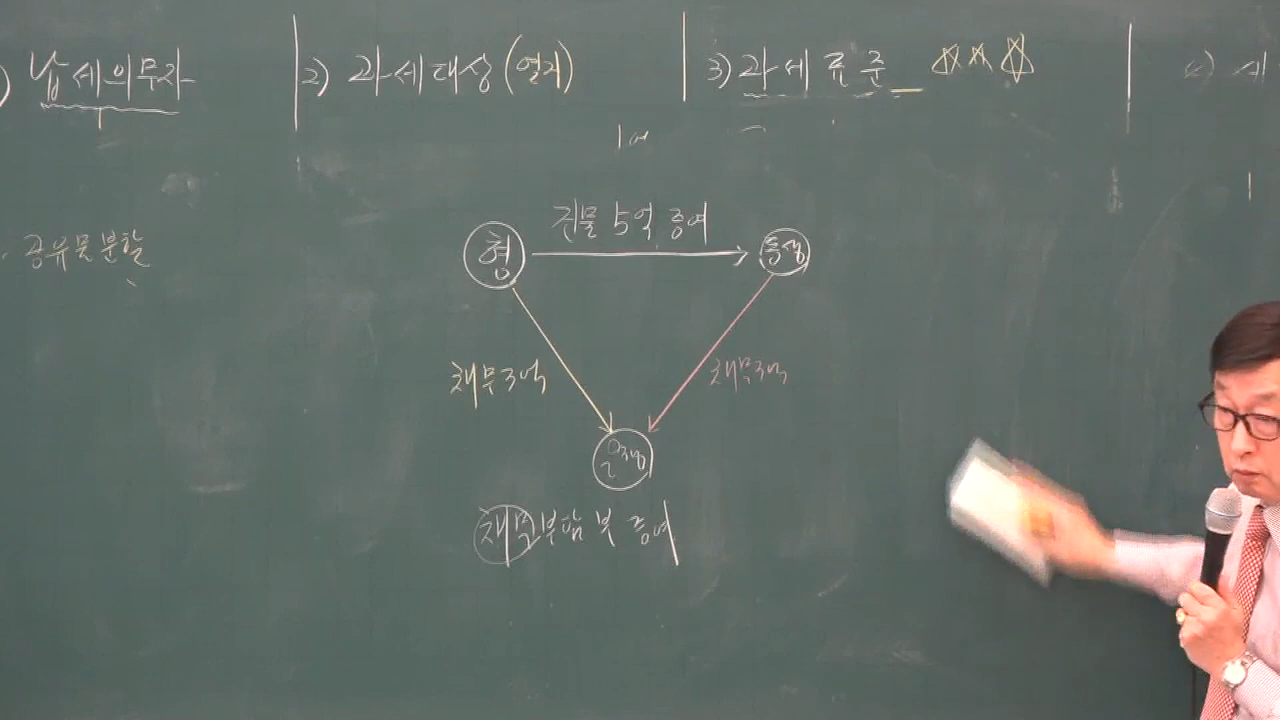 ) 납세의무자
2) 과세대상(열거)
3) 과세표준
세
공유물분할
건물 5억 증여
형
동생
채무3억
채무3억
은행
채무부담부 증여